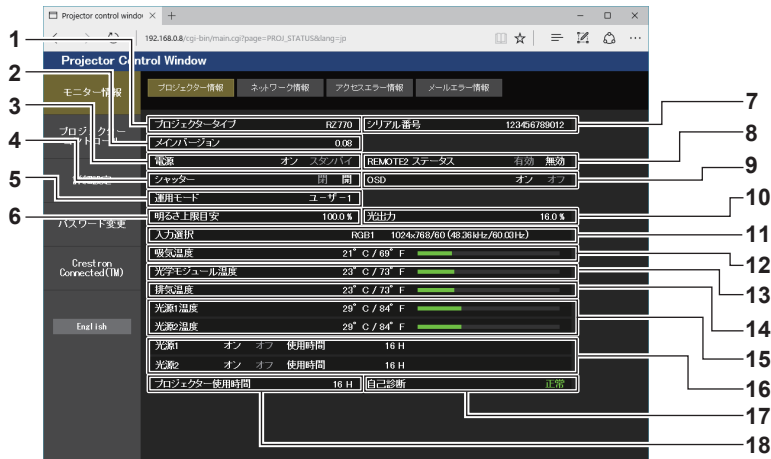 Projector control windo × +
192.168.0.8/cgi-bin/main.cgi?page=PROJ_STATUS&lang=jp
Projector Control Window
モニター情報
プロジェクター情報 ネットワーク情報 アクセスエラー情報 メールエラー情報
プロジェクタータイプ RZ770 シリアル番号 123456789012
メインバージョン 0.08
電源 オン スタンバイ REMOTE2 ステータス 有効 無効
シャッター 閉 開 OSD オン オフ
運用モード ユーザー1
明るさ上限目安 100.0 % 光出力 16.0 %
入力選択 RGB1 1024x768/60 (48.36kHz/60.03Hz)
吸気温度 21° C / 69° F
光学モジュール温度 23° C / 73° F
排気温度 23° C / 73° F
光源1温度 29° C / 84° F
光源2温度 29° C / 84° F
光源1 オン オフ 使用時間 16 H
光源2 オン オフ 使用時間 16 H
プロジェクター使用時間 16 H 自己診断 正常
パスワード変更
Crestron
Connected(TM)
English
1
2
3
4
5
6
7
8
9
10
11
12
13
14
15
16
17
18